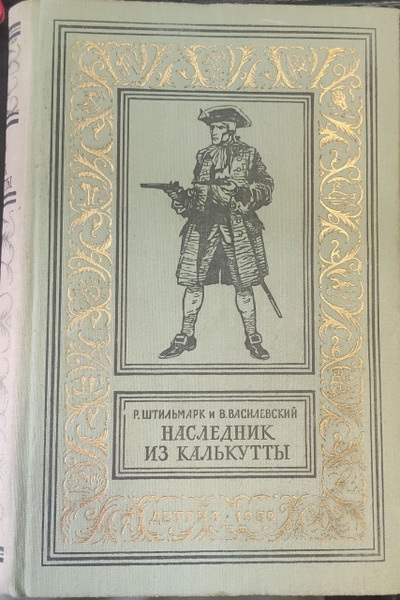 Р. ШТИЛЬМАРК И В. ВАСИЛЕВСКИЙ
НАСЛЕДНИК
ИЗ КАЛЬКУТТЫ
ДЕТГИЗ · 1958